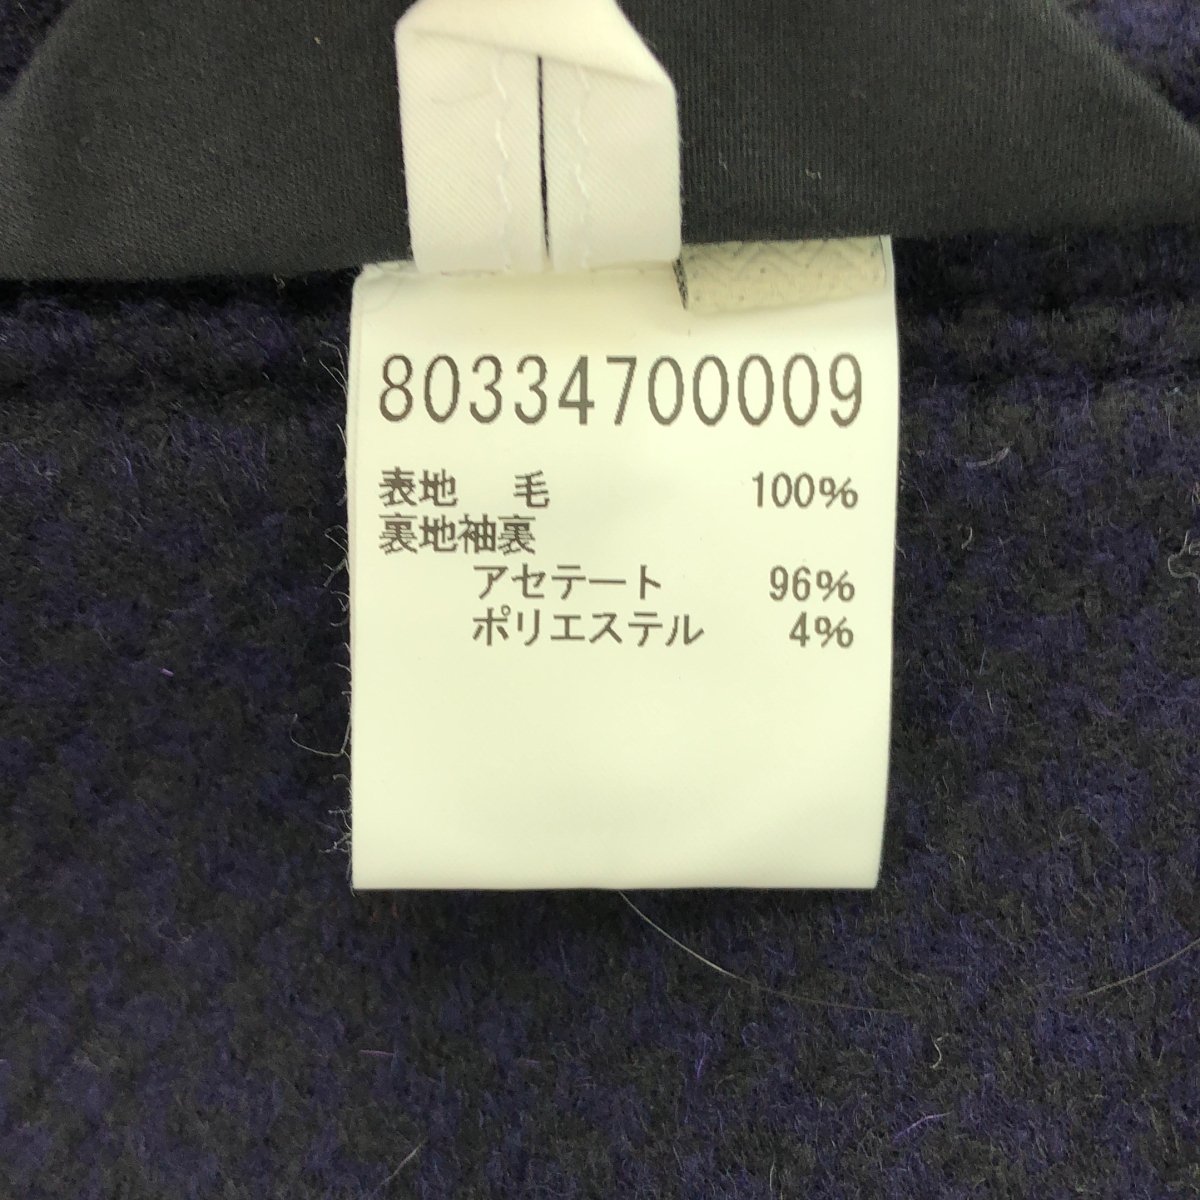 80334700009
表地 毛 100%
裏地袖裏
アセテート 96%
ポリエステル 4%